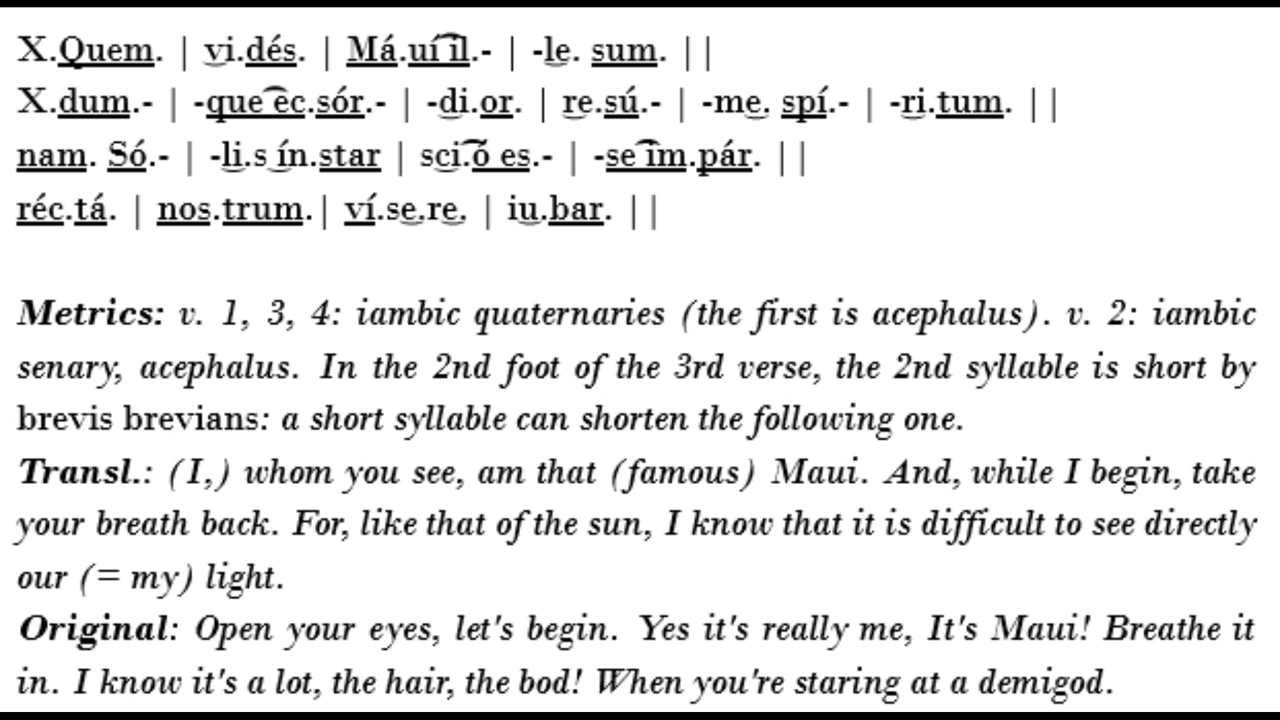 X.Quem. | vi.dés. | Má.uí͡ il.- | -le. sum. ||
X.dum.- | -que͡ ec.sór.- | -di.or. | re.sú.- | -me. spí.- | -ri.tum. ||
nam. Só.- | -li.s‿ín.star | sci.ó͡ es.- | -se͡ im.pár. ||
réc.tá. | nos.trum.| ví.se.re. | iu.bar. ||
Metrics: v. 1, 3, 4: iambic quaternaries (the first is acephalus). v. 2: iambic
senary, acephalus. In the 2nd foot of the 3rd verse, the 2nd syllable is short by
brevis brevians: a short syllable can shorten the following one.
Transl.: (I,) whom you see, am that (famous) Maui. And, while I begin, take
your breath back. For, like that of the sun, I know that it is difficult to see directly
our (= my) light.
Original: Open your eyes, let's begin. Yes it's really me, It's Maui! Breathe it
in. I know it's a lot, the hair, the bod! When you're staring at a demigod.